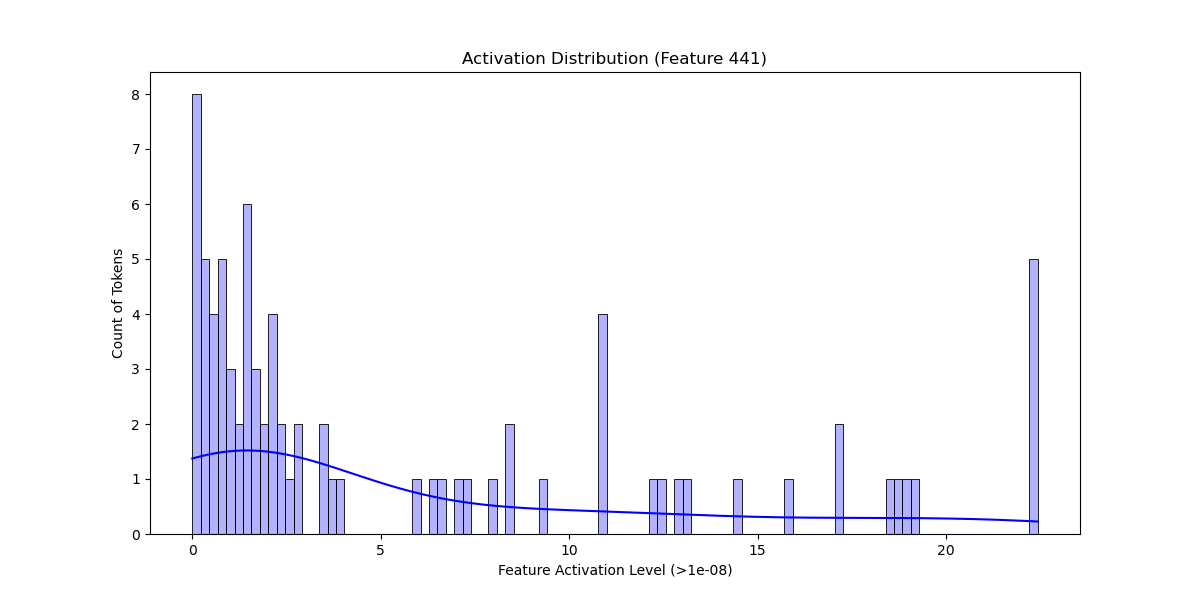 Activation Distribution (Feature 441)
8
7
6
5
4
3
2
1
0
Count of Tokens
0 5 10 15 20
Feature Activation Level (>1e-08)